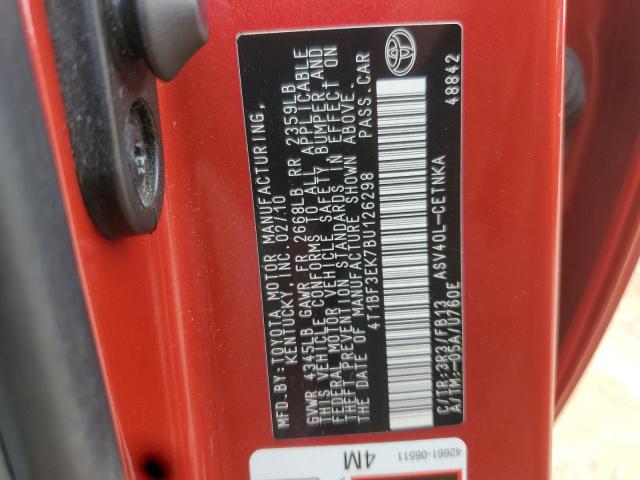 MFD.BY:TOYOTA MOTOR MANUFACTURING,
KENTUCKY, INC. 02/10
GVWR 4345LB GAWR FR 2668LB RR 2359LB
THIS VEHICLE CONFORMS TO ALL APPLICABLE
FEDERAL MOTOR VEHICLE SAFETY, BUMPER, AND
THEFT PREVENTION STANDARDS IN EFFECT ON
THE DATE OF MANUFACTURE SHOWN ABOVE.
4T1BF3EK7BU126298 PASS.CAR
C/TR:3R3/FB13 ASV40L-CETNKA
A/TM:-05A/U760E 48842
42661-06511
4M